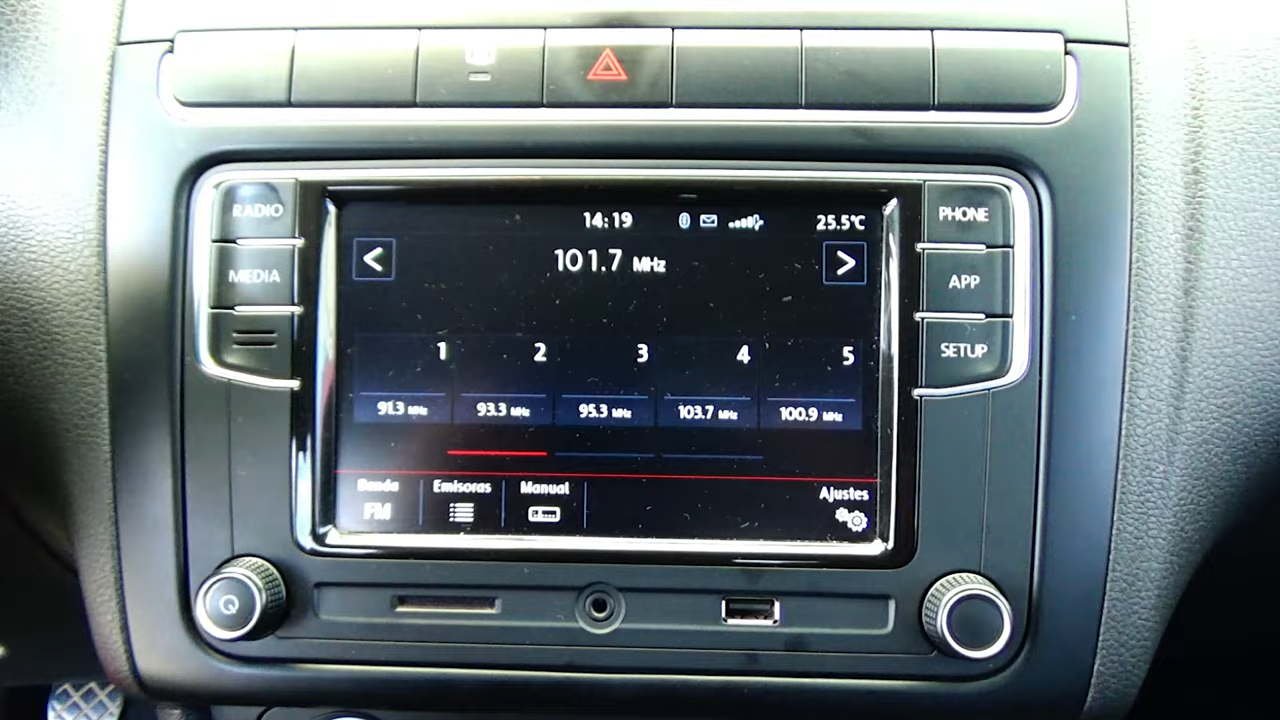 RADIO
MEDIA
14:19
25.5°C
< 101.7 MHz >
1 2 3 4 5
91.3 MHz 93.3 MHz 95.3 MHz 103.7 MHz 100.9 MHz
Banda Emisoras Manual Ajustes
FM
PHONE
APP
SETUP